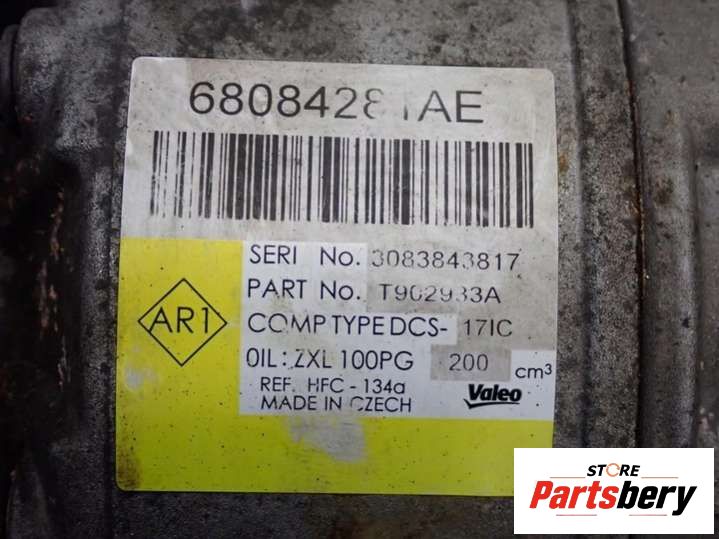 68084281AE
SERI No. 3083843817
PART No. T902933A
COMP TYPE DCS- 17IC
OIL: ZXL 100PG 200 cm³
REF. HFC - 134a
MADE IN CZECH
Valeo
AR1
STORE
Partsbery